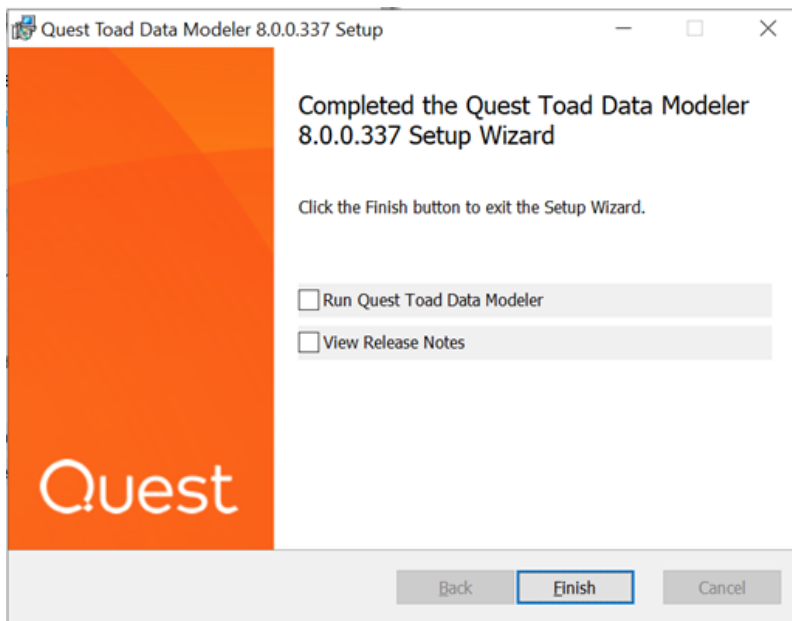 Quest Toad Data Modeler 8.0.0.337 Setup
Completed the Quest Toad Data Modeler
8.0.0.337 Setup Wizard
Click the Finish button to exit the Setup Wizard.
Run Quest Toad Data Modeler
View Release Notes
Quest
Back
Finish
Cancel